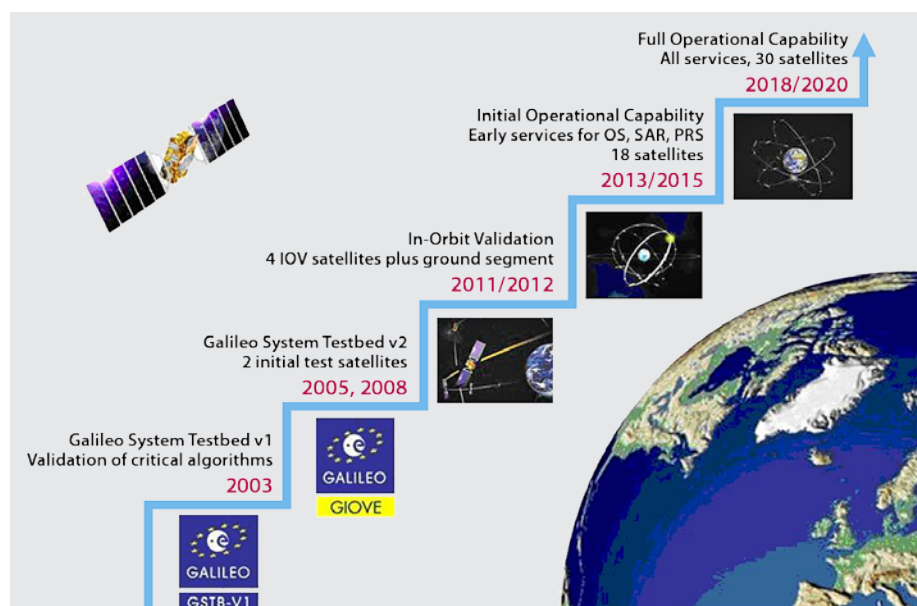 Full Operational Capability
All services, 30 satellites
2018/2020
Initial Operational Capability
Early services for OS, SAR, PRS
18 satellites
2013/2015
In-Orbit Validation
4 IOV satellites plus ground segment
2011/2012
Galileo System Testbed v2
2 initial test satellites
2005, 2008
Galileo System Testbed v1
Validation of critical algorithms
2003
GALILEO
GIOVE
GALILEO
GSTB-V1